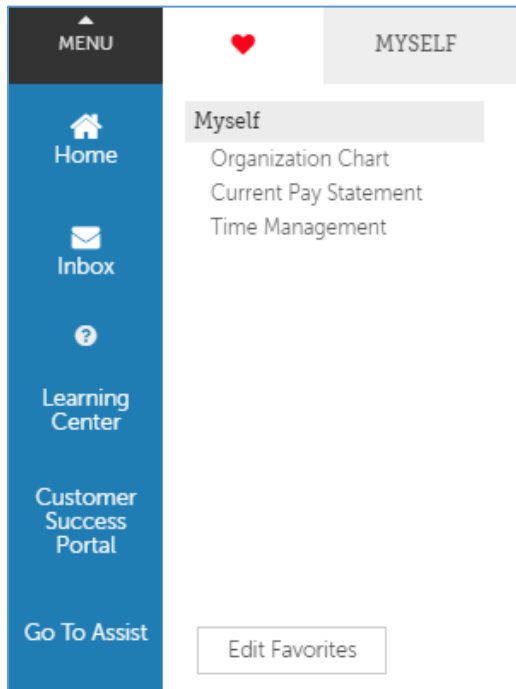 MENU
MYSELF
Home
Inbox
?
Learning
Center
Customer
Success
Portal
Go To Assist
Myself
Organization Chart
Current Pay Statement
Time Management
Edit Favorites